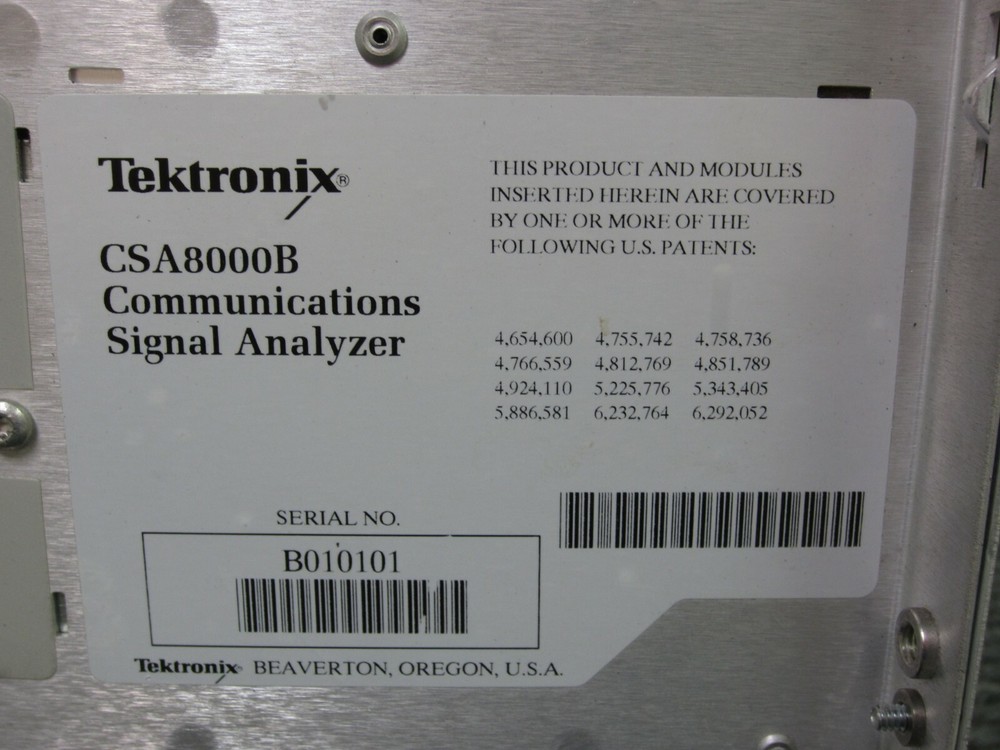 Tektronix®
CSA8000B
Communications
Signal Analyzer
THIS PRODUCT AND MODULES
INSERTED HEREIN ARE COVERED
BY ONE OR MORE OF THE
FOLLOWING U.S. PATENTS:
4,654,600 4,755,742 4,758,736
4,766,559 4,812,769 4,851,789
4,924,110 5,225,776 5,343,405
5,886,581 6,232,764 6,292,052
SERIAL NO.
B010101
Tektronix BEAVERTON, OREGON, U.S.A.